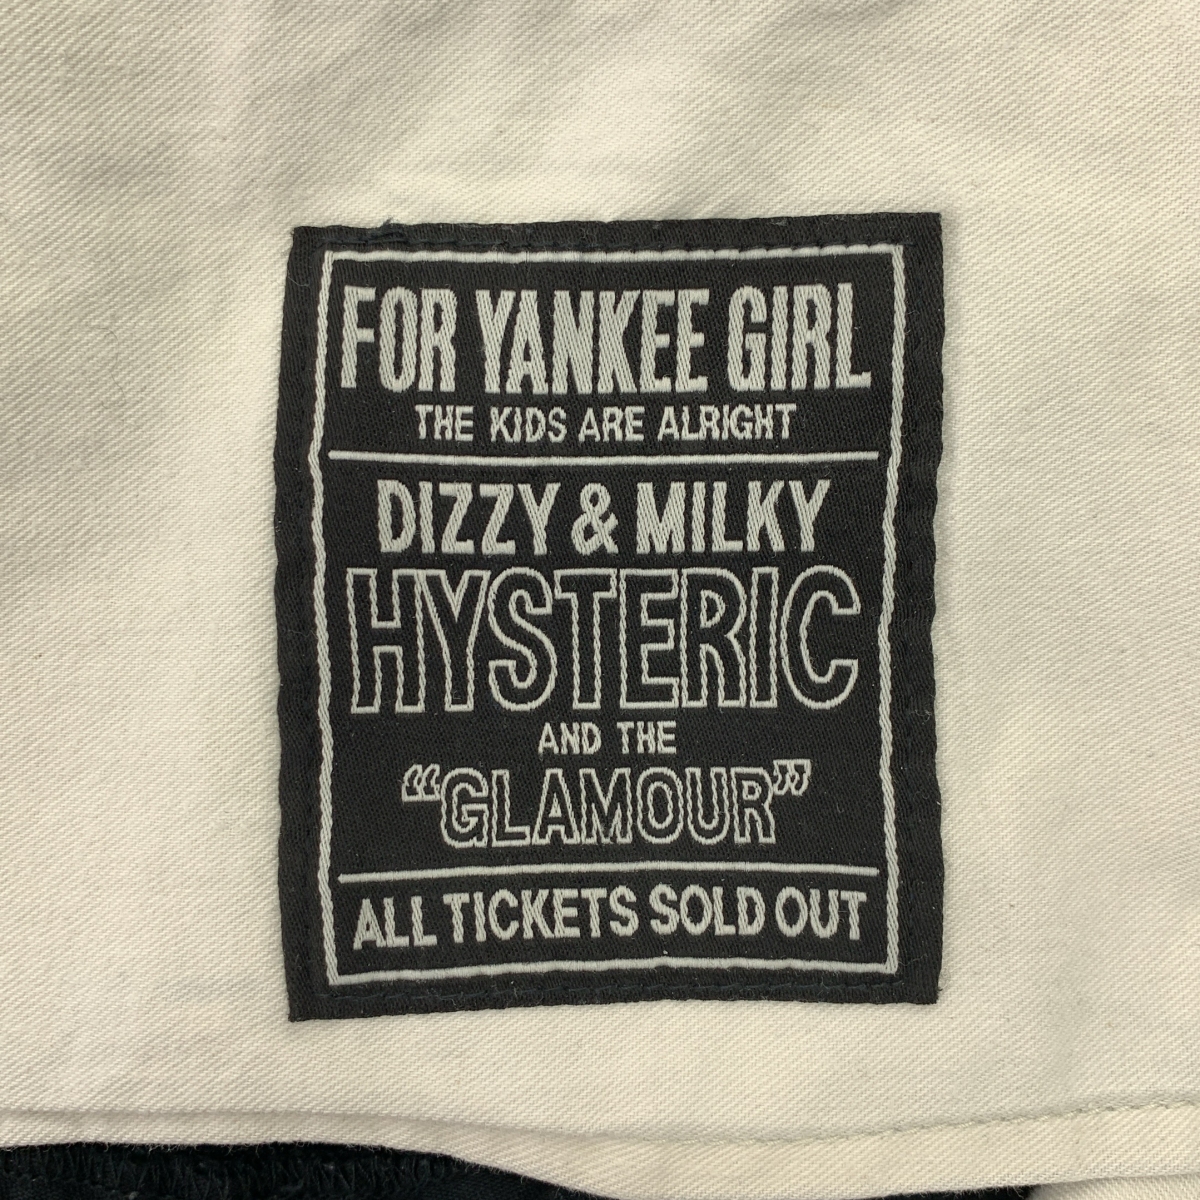 FOR YANKEE GIRL
THE KIDS ARE ALRIGHT
DIZZY & MILKY
HYSTERIC
AND THE
“GLAMOUR”
ALL TICKETS SOLD OUT